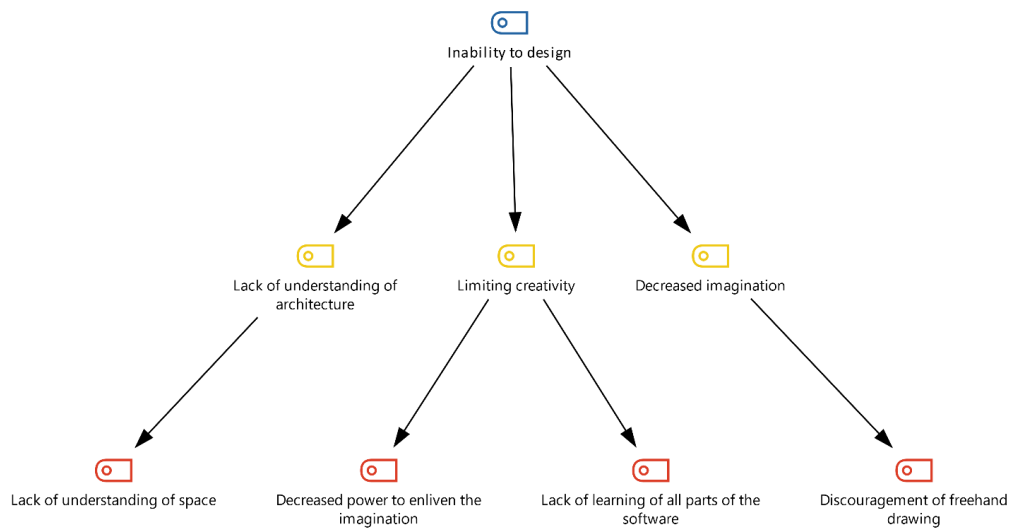 Inability to design
Lack of understanding of
architecture
Limiting creativity
Decreased imagination
Lack of understanding of space
Decreased power to enliven the
imagination
Lack of learning of all parts of the
software
Discouragement of freehand
drawing